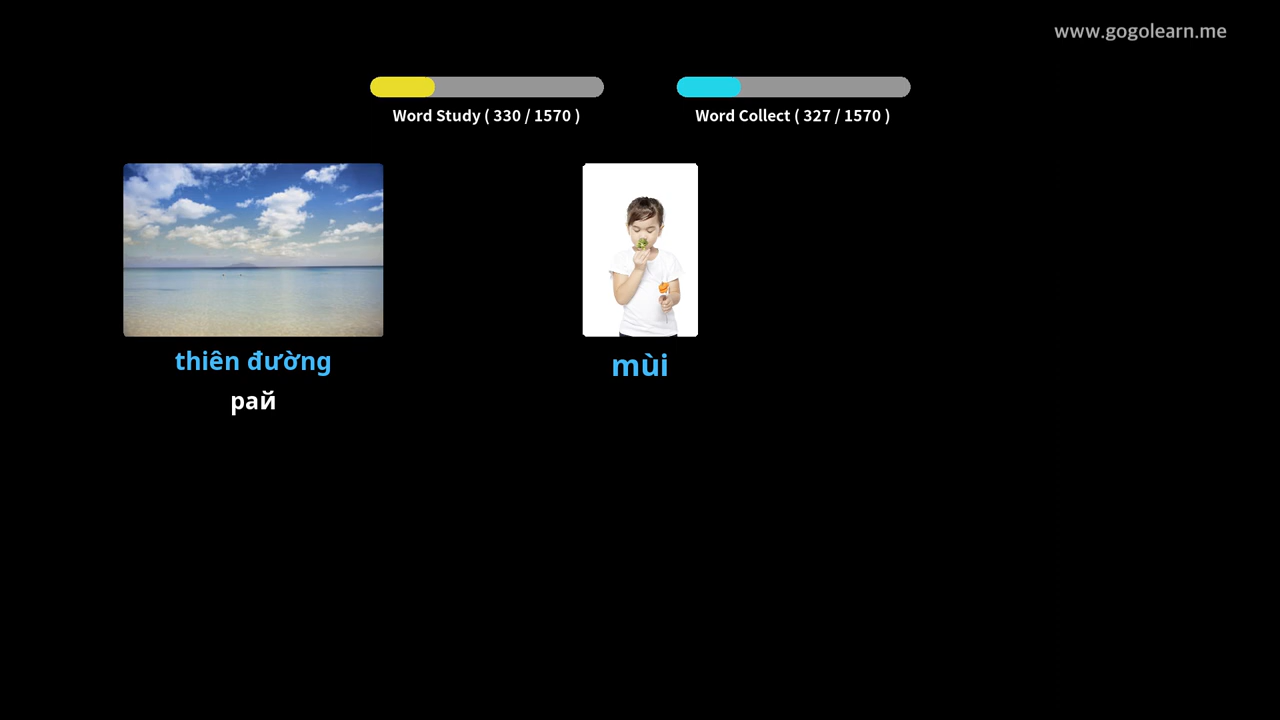 www.gogolearn.me
Word Study ( 330 / 1570 )
Word Collect ( 327 / 1570 )
thiên đường
рай
mùi